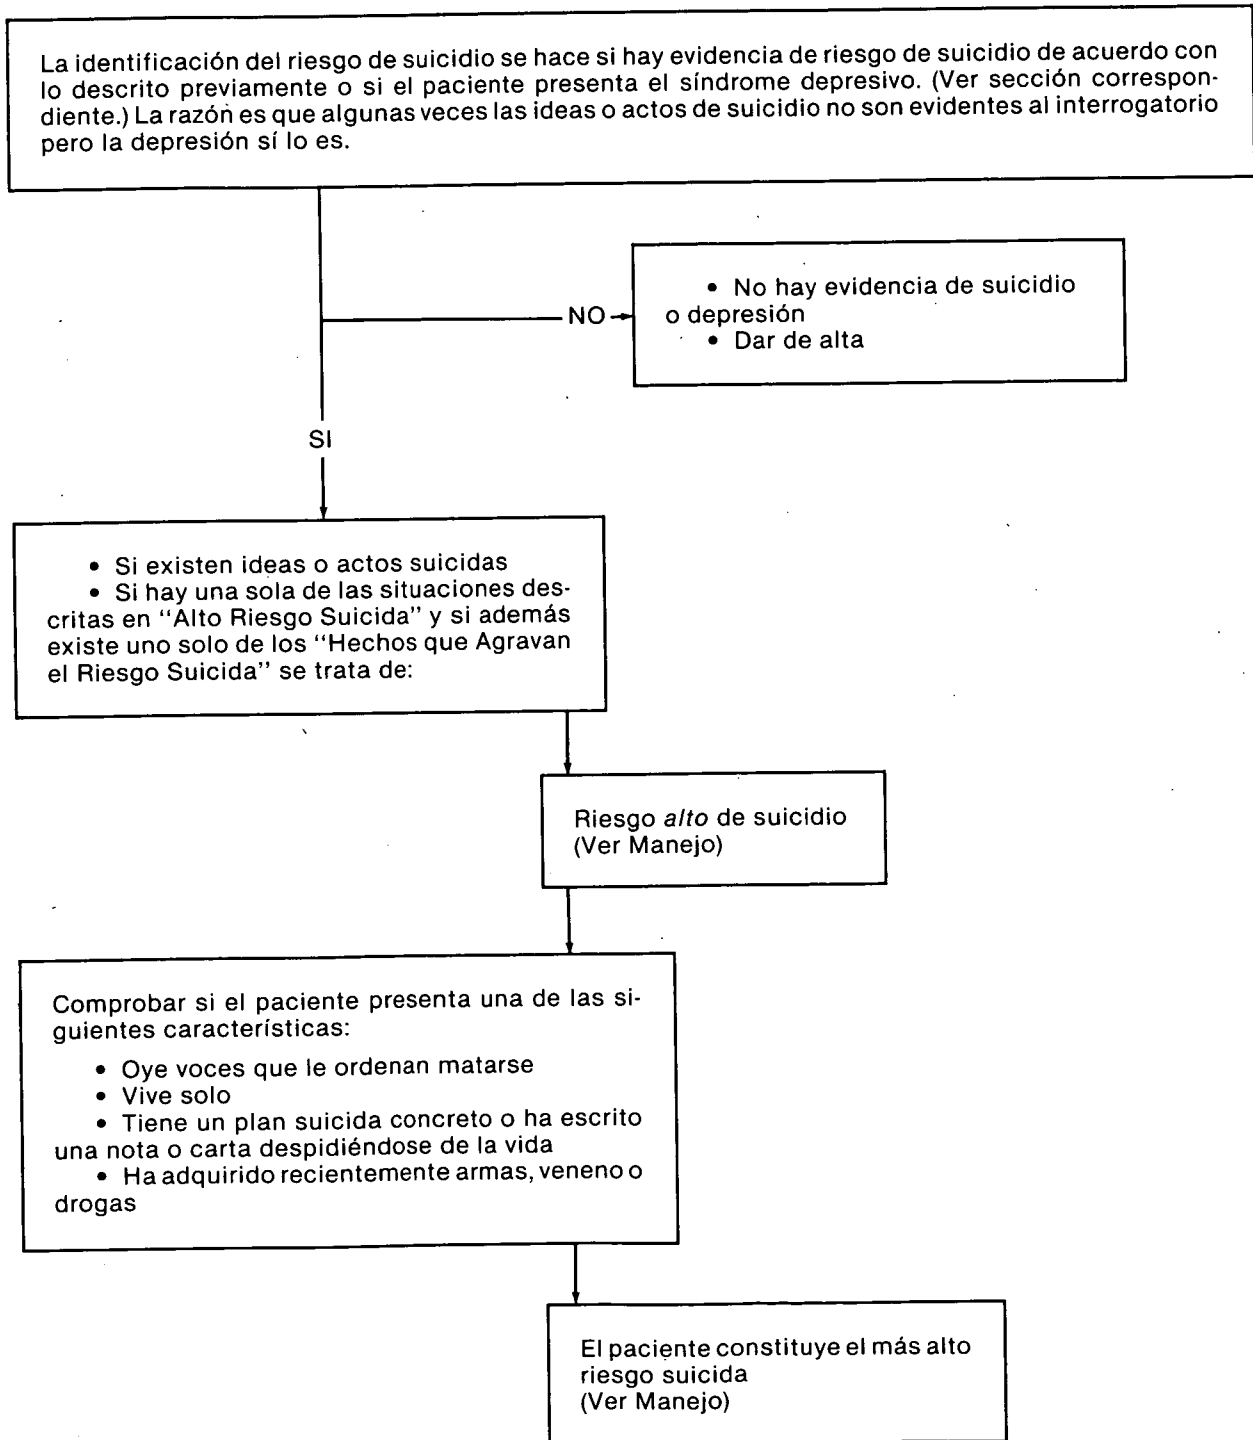 La identificación del riesgo de suicidio se hace si hay evidencia de riesgo de suicidio de acuerdo con
lo descrito previamente o si el paciente presenta el síndrome depresivo. (Ver sección correspon-
diente.) La razón es que algunas veces las ideas o actos de suicidio no son evidentes al interrogatorio
pero la depresión sí lo es.
• No hay evidencia de suicidio
o depresión
• Dar de alta
NO
SI
• Si existen ideas o actos suicidas
• Si hay una sola de las situaciones des-
critas en "Alto Riesgo Suicida" y si además
existe uno solo de los "Hechos que Agravan
el Riesgo Suicida" se trata de:
Riesgo alto de suicidio
(Ver Manejo)
Comprobar si el paciente presenta una de las si-
guientes características:
• Oye voces que le ordenan matarse
• Vive solo
• Tiene un plan suicida concreto o ha escrito
una nota o carta despidiéndose de la vida
• Ha adquirido recientemente armas, veneno o
drogas
El paciente constituye el más alto
riesgo suicida
(Ver Manejo)